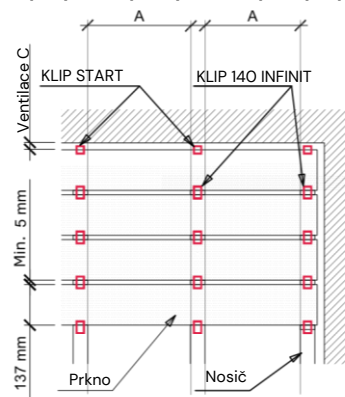 A A
Ventilace C
KLIP START KLIP 140 INFINIT
Min. 5 mm
137 mm
Prkno Nosič